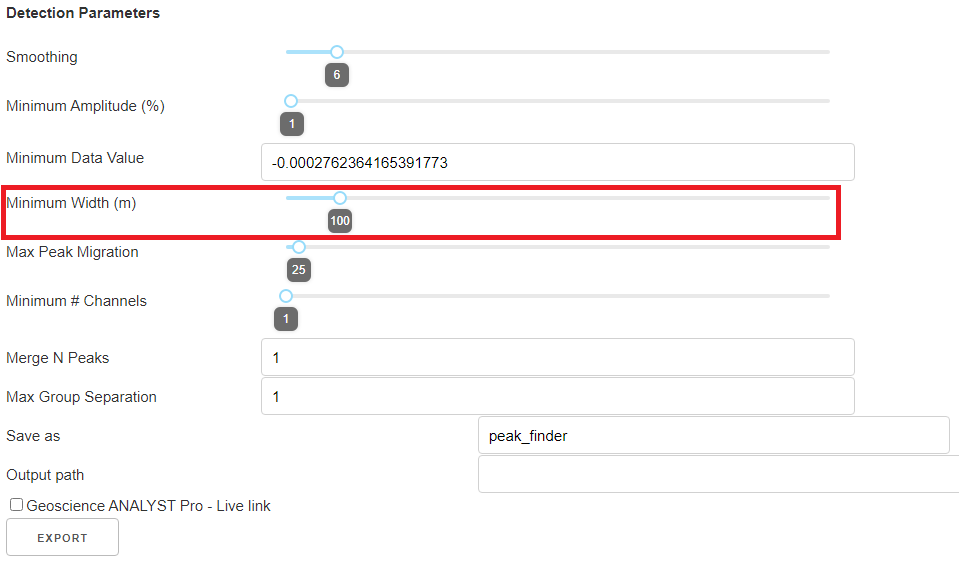 Detection Parameters
Smoothing
6
Minimum Amplitude (%)
1
Minimum Data Value
-0.0002762364165391773
Minimum Width (m)
100
Max Peak Migration
25
Minimum # Channels
1
Merge N Peaks
1
Max Group Separation
1
Save as
peak_finder
Output path
Geoscience ANALYST Pro - Live link
EXPORT